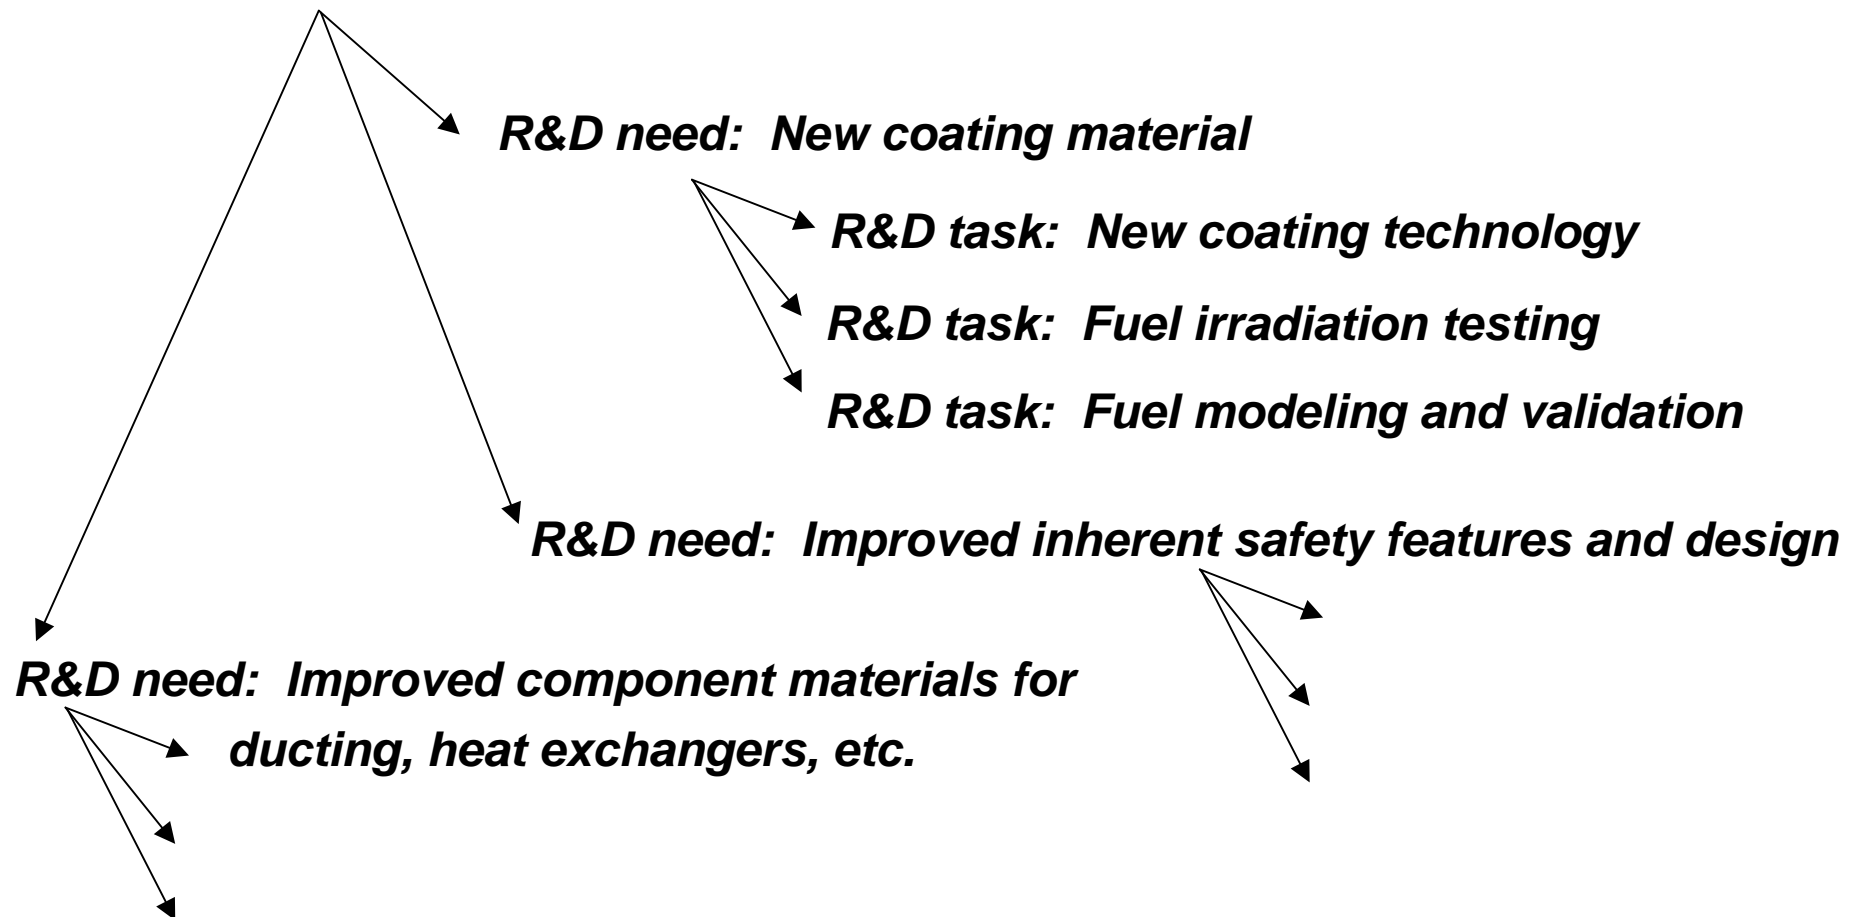 R&D need: New coating material
R&D task: New coating technology
R&D task: Fuel irradiation testing
R&D task: Fuel modeling and validation
R&D need: Improved inherent safety features and design
R&D need: Improved component materials for
ducting, heat exchangers, etc.